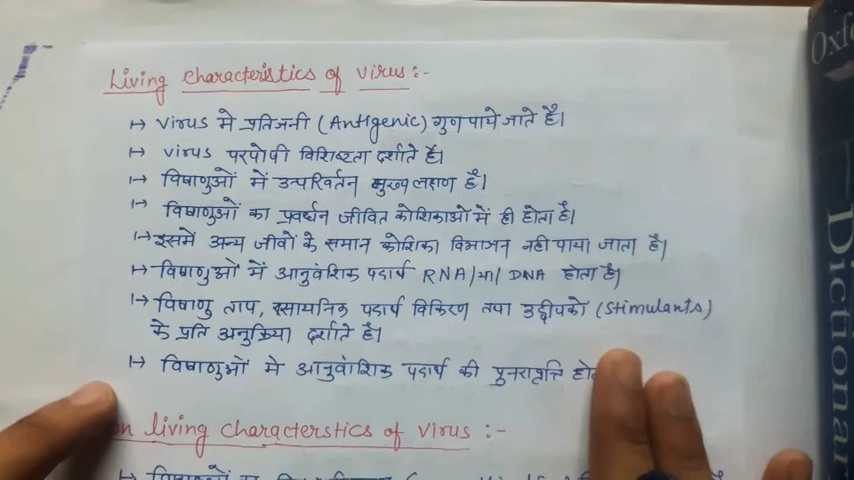 Living characteristics of virus:-
↦ virus मे प्रतिजनी (Antigenic) गुण पाये जाते है।
↦ virus परपोषी विशिष्टता दर्शाते है।
↦ विषाणुओं में उत्परिवर्तन मुख्य लक्षण है।
↦ विषाणुओं का प्रवर्धन जीवित कोशिकाओ में ही होता है।
↦ इसमें अन्य जीवों के समान कोशिका विभाजन नही पाया जाता है।
↦ विषाणुओं में आनुवंशिक पदार्थ RNA/या/ DNA होता है।
↦ विषाणु ताप, रसायनिक पदार्थ विकिरण तथा उद्दीपको (Stimulants)
के प्रति अनुक्रिया दर्शाते है।
↦ विषाणुओं मे आनुवांशिक पदार्थ की पुनरावृत्ति
living characterstics of virus :-
Oxfo
Dictionar